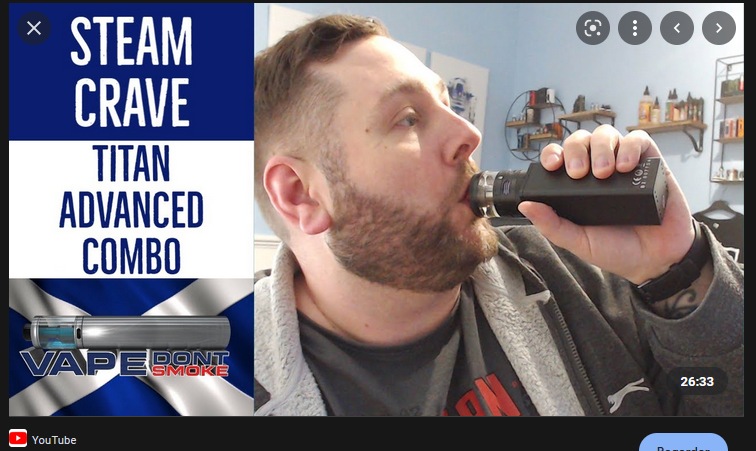 STEAM
CRAVE
TITAN
ADVANCED
COMBO
VAPE DONT
SMOKE
26:33
YouTube